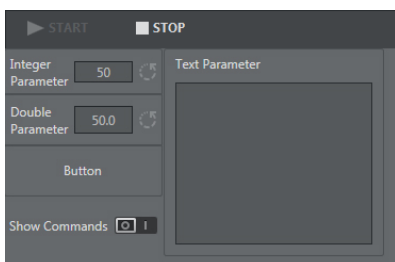 START
STOP
Integer
Parameter
50
Text Parameter
Double
Parameter
50.0
Button
Show Commands
O I